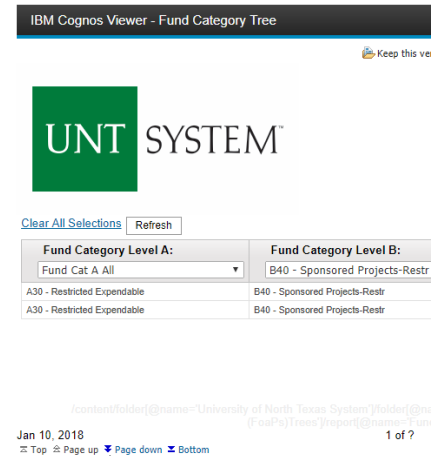 IBM Cognos Viewer - Fund Category Tree
Keep this ver
UNT SYSTEM™
Clear All Selections Refresh
Fund Category Level A: Fund Category Level B:
Fund Cat A All B40 - Sponsored Projects-Restr
A30 - Restricted Expendable B40 - Sponsored Projects-Restr
A30 - Restricted Expendable B40 - Sponsored Projects-Restr
/content/folder[@name='University of North Texas System']/folder[@na
(FoaPs)Trees']/report[@name='Fun
Jan 10, 2018 1 of ?
Top Page up Page down Bottom